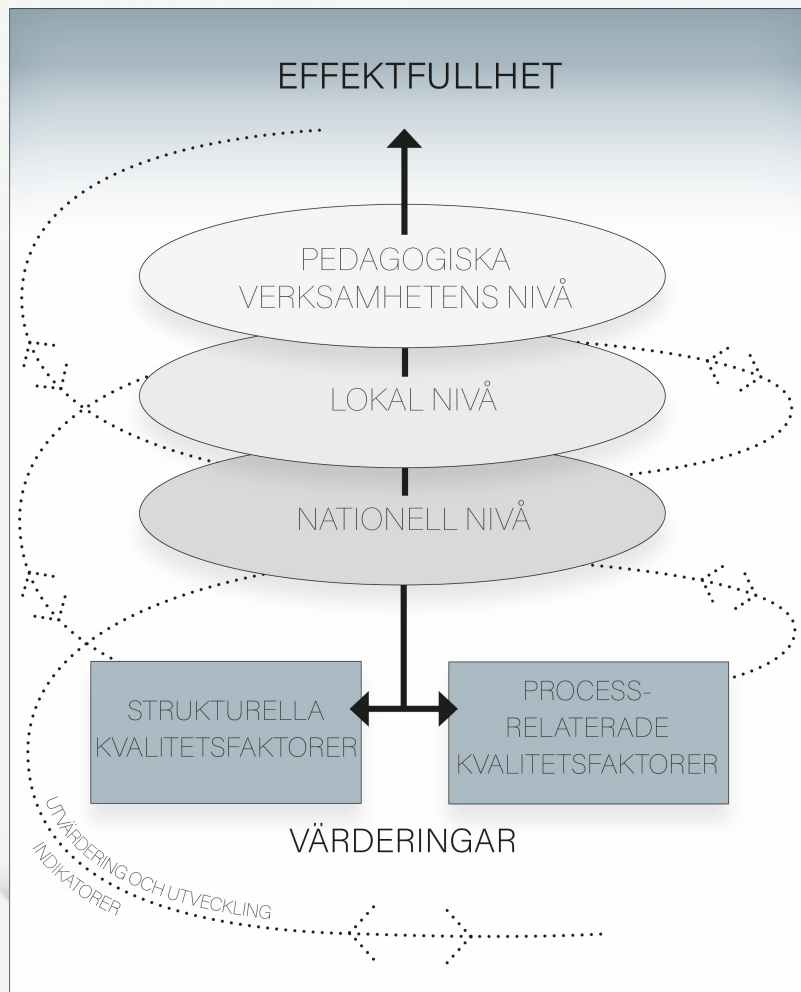 EFFEKTFULLHET
PEDAGOGISKA
VERKSAMHETENS NIVÅ
LOKAL NIVÅ
NATIONELL NIVÅ
STRUKTURELLA
KVALITETSFAKTORER
PROCESS-
RELATERADE
KVALITETSFAKTORER
VÄRDERINGAR
UTVÄRDERING OCH UTVECKLING
INDIKATORER